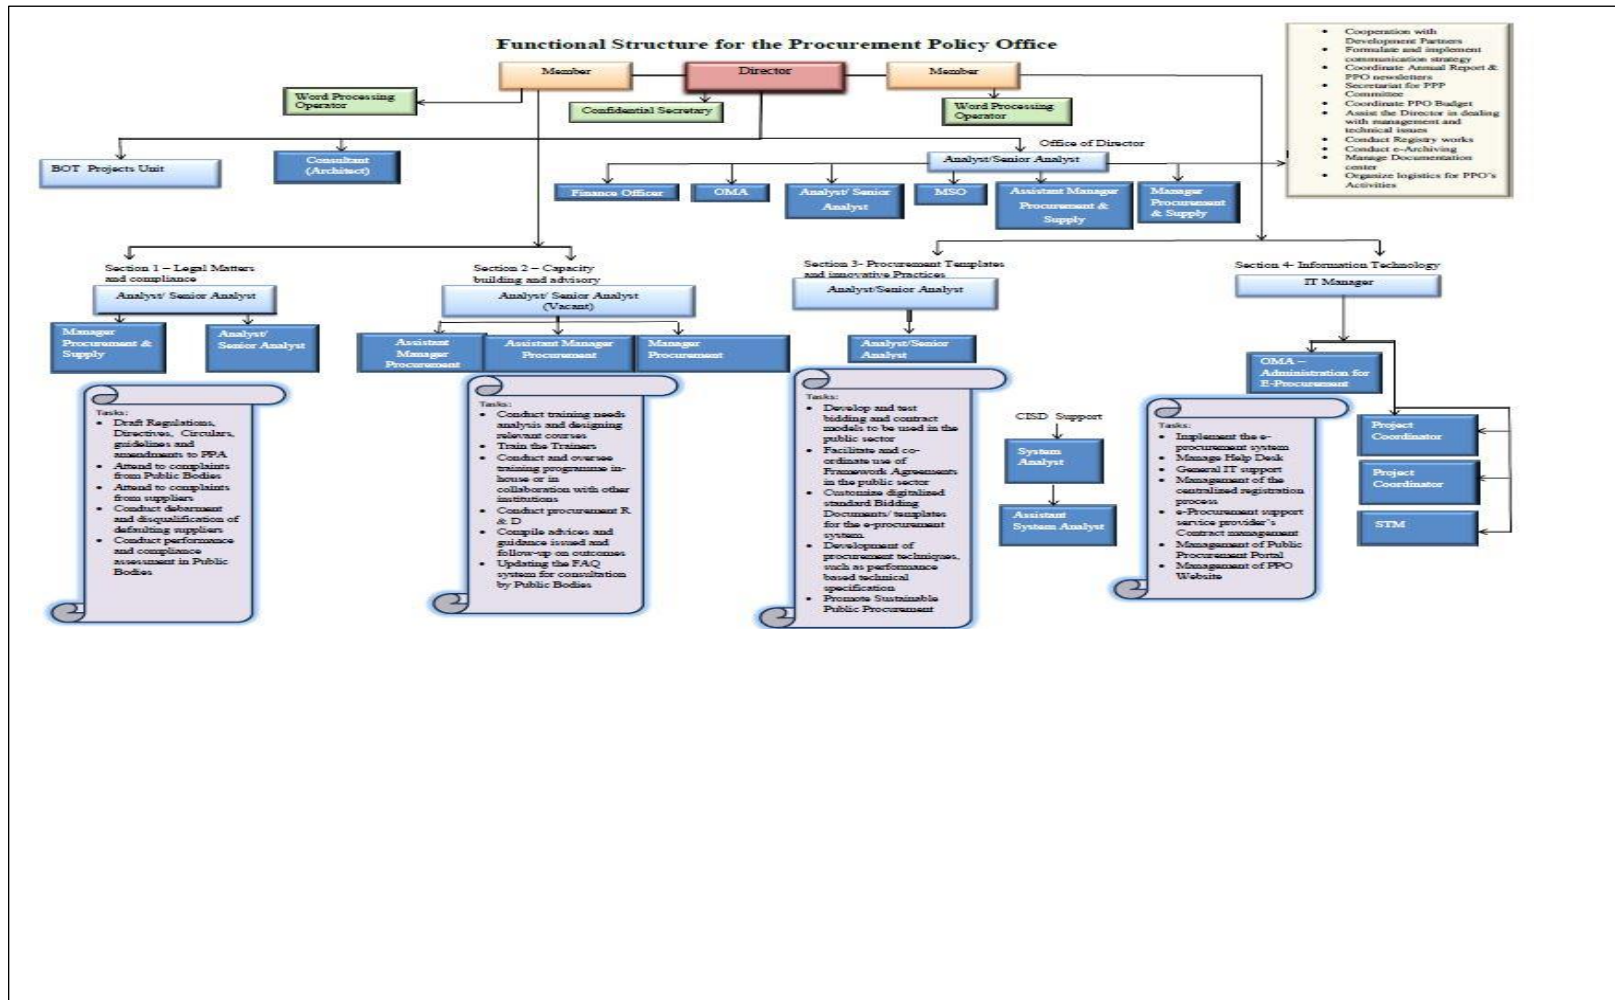 Functional Structure for the Procurement Policy Office
Member
Director
Member
Word Processing
Operator
Confidential Secretary
Word Processing
Operator
• Cooperation with
Development Partners
• Formulate and implement
communication strategy
• Coordinate Annual Report &
PPO newsletters
• Secretariat for PPP
Committee
• Coordinate PPO Budget
• Assist the Director in dealing
with management and
technical issues
• Conduct Registry works
• Conduct e-Archiving
• Manage Documentation
center
• Organize logistics for PPO's
Activities
BOT Projects Unit
Consultant
(Architect)
Office of Director
Analyst/Senior Analyst
Finance Officer
OMA
Analyst/ Senior
Analyst
MSO
Assistant Manager
Procurement &
Supply
Manager
Procurement
& Supply
Section 1 – Legal Matters
and compliance
Analyst/ Senior Analyst
Manager
Procurement &
Supply
Analyst/
Senior Analyst
Tasks:
• Draft Regulations,
Directives, Circulars,
guidelines and
amendments to PPA
• Attend to complaints
from Public Bodies
• Attend to complaints
from suppliers
• Conduct debarment
and disqualification of
defaulting suppliers
• Conduct performance
and compliance
assessment in Public
Bodies
Section 2 – Capacity
building and advisory
Analyst/ Senior Analyst
(Vacant)
Assistant
Manager
Procurement
Assistant Manager
Procurement
Manager
Procurement
Tasks:
• Conduct training needs
analysis and designing
relevant courses
• Train the Trainers
• Conduct and oversee
training programme in-
house or in
collaboration with other
institutions
• Conduct procurement R
& D
• Compile advices and
guidance issued and
follow-up on outcomes
• Updating the FAQ
system for consultation
by Public Bodies
Section 3- Procurement Templates
and innovative Practices
Analyst/Senior Analyst
Analyst/Senior
Analyst
Tasks:
• Develop and test
bidding and contract
models to be used in the
public sector
• Facilitate and co-
ordinate use of
Framework Agreements
in the public sector
• Customize digitalized
standard Bidding
Documents/ templates
for the e-procurement
system.
• Development of
procurement techniques,
such as performance
based technical
specification
• Promote Sustainable
Public Procurement
CISD Support
System
Analyst
Assistant
System Analyst
Section 4- Information Technology
IT Manager
OMA –
Administration for
E-Procurement
Tasks:
• Implement the e-
procurement system
• Manage Help Desk
• General IT support
• Management of the
centralized registration
process
• e-Procurement support
service provider's
Contract management
• Management of Public
Procurement Portal
• Management of PPO
Website
Project
Coordinator
Project
Coordinator
STM